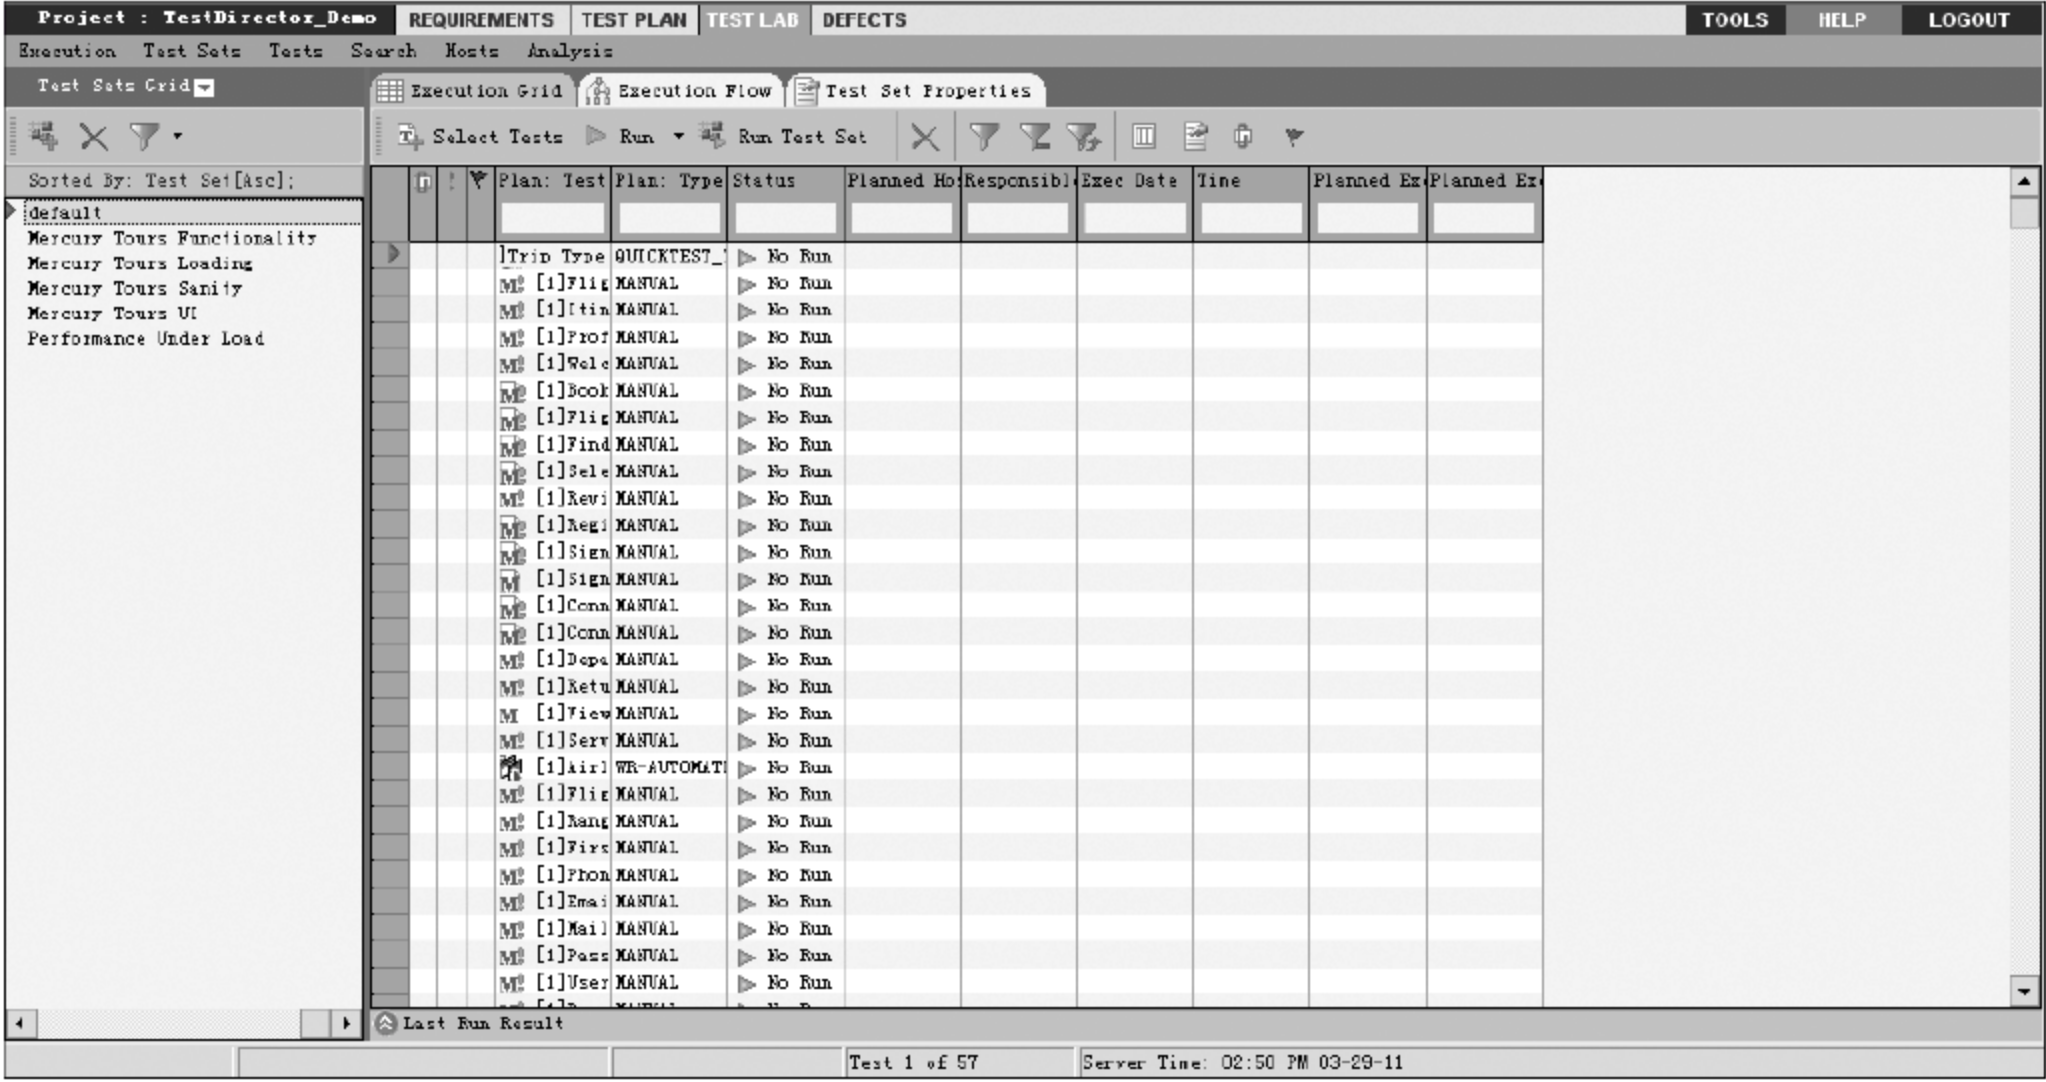 Project : TestDirector_Demo REQUIREMENTS TEST PLAN TEST LAB DEFECTS TOOLS HELP LOGOUT
Execution Test Sets Tests Search Hosts Analysis
Test Sets Grid Execution Grid Execution Flow Test Set Properties
Select Tests Run Run Test Set
Sorted By: Test Set[Asc];
default
Mercury Tours Functionality
Mercury Tours Loading
Mercury Tours Sanity
Mercury Tours UI
Performance Under Load
Plan: Test Plan: Type Status Planned Ho Responsibl Exec Date Time Planned Ex Planned Ex
]Trip Type QUICKTEST_ No Run
[1]Flig MANUAL No Run
[1]Itin MANUAL No Run
[1]Prof MANUAL No Run
[1]Welc MANUAL No Run
[1]Book MANUAL No Run
[1]Flig MANUAL No Run
[1]Find MANUAL No Run
[1]Sele MANUAL No Run
[1]Revi MANUAL No Run
[1]Regi MANUAL No Run
[1]Sign MANUAL No Run
[1]Sign MANUAL No Run
[1]Conn MANUAL No Run
[1]Conn MANUAL No Run
[1]Depa MANUAL No Run
[1]Retu MANUAL No Run
[1]View MANUAL No Run
[1]Serv MANUAL No Run
[1]Airl WR-AUTOMAT No Run
[1]Flig MANUAL No Run
[1]Rang MANUAL No Run
[1]Firs MANUAL No Run
[1]Phon MANUAL No Run
[1]Emai MANUAL No Run
[1]Mail MANUAL No Run
[1]Pass MANUAL No Run
[1]User MANUAL No Run
Last Run Result
Test 1 of 57 Server Time: 02:50 PM 03-29-11